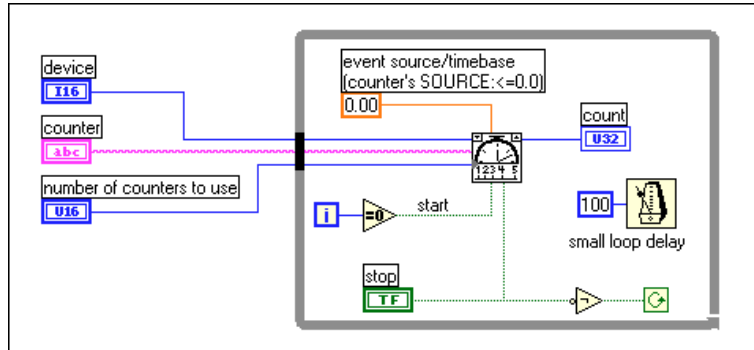 device
I16
counter
abc
number of counters to use
U16
event source/timebase
(counter's SOURCE:<=0.0)
0.00
count
U32
1 2 3 4 5
i
=0
start
100
small loop delay
stop
TF